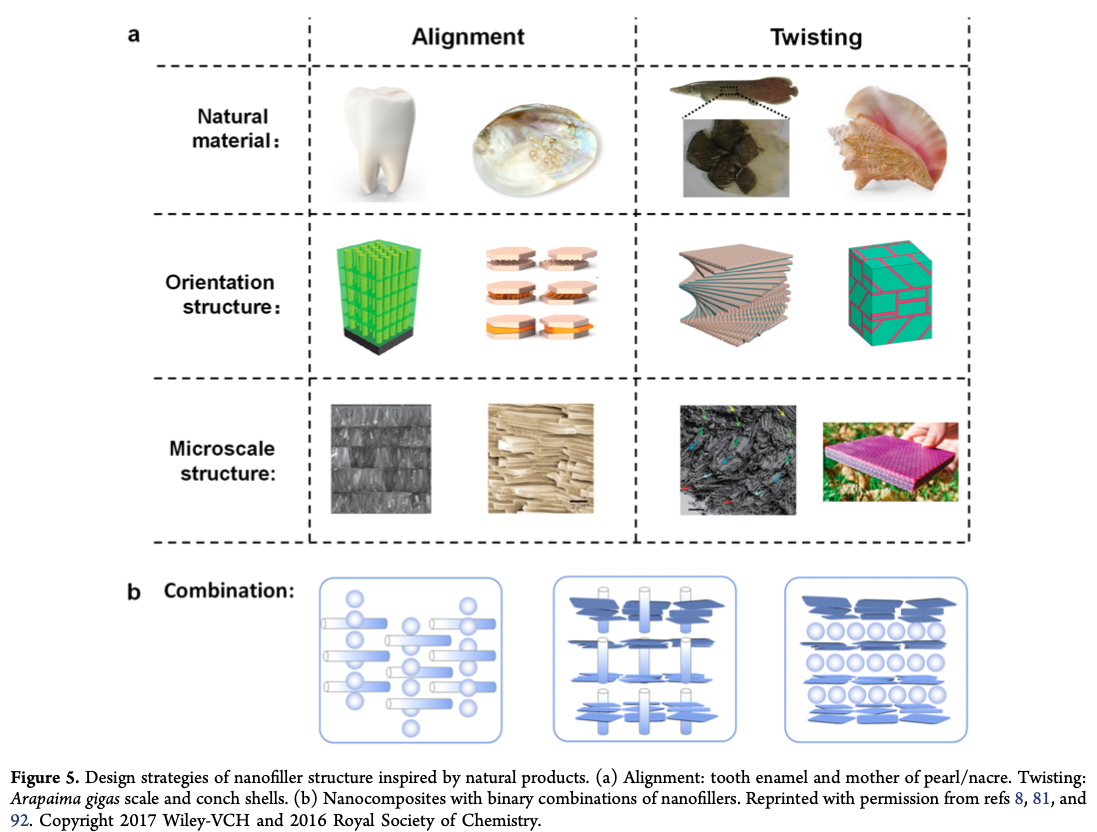 a
Alignment
Twisting
Natural
material:
Orientation
structure:
Microscale
structure:
b Combination:
Figure 5. Design strategies of nanofiller structure inspired by natural products. (a) Alignment: tooth enamel and mother of pearl/nacre. Twisting:
Arapaima gigas scale and conch shells. (b) Nanocomposites with binary combinations of nanofillers. Reprinted with permission from refs 8, 81, and
92. Copyright 2017 Wiley-VCH and 2016 Royal Society of Chemistry.